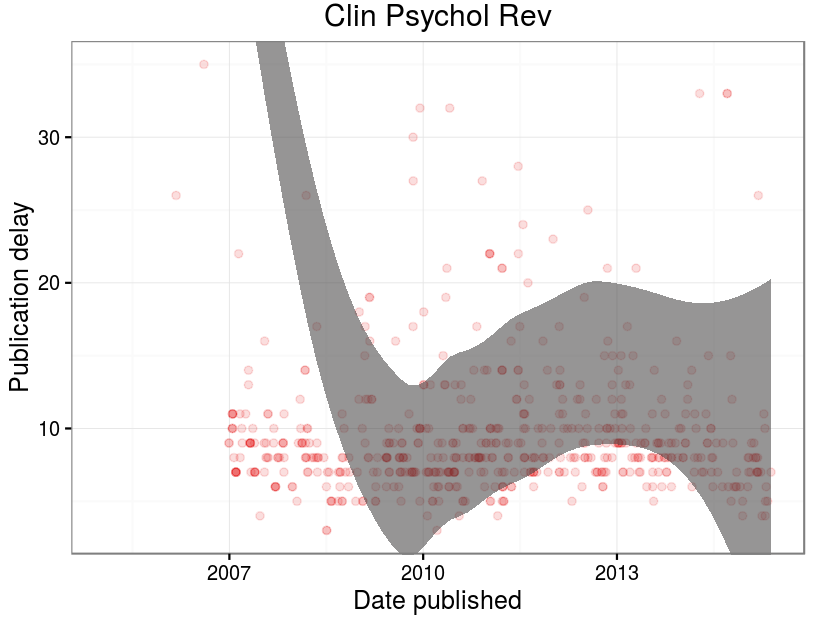 Clin Psychol Rev
Publication delay
30
20
10
2007 2010 2013
Date published